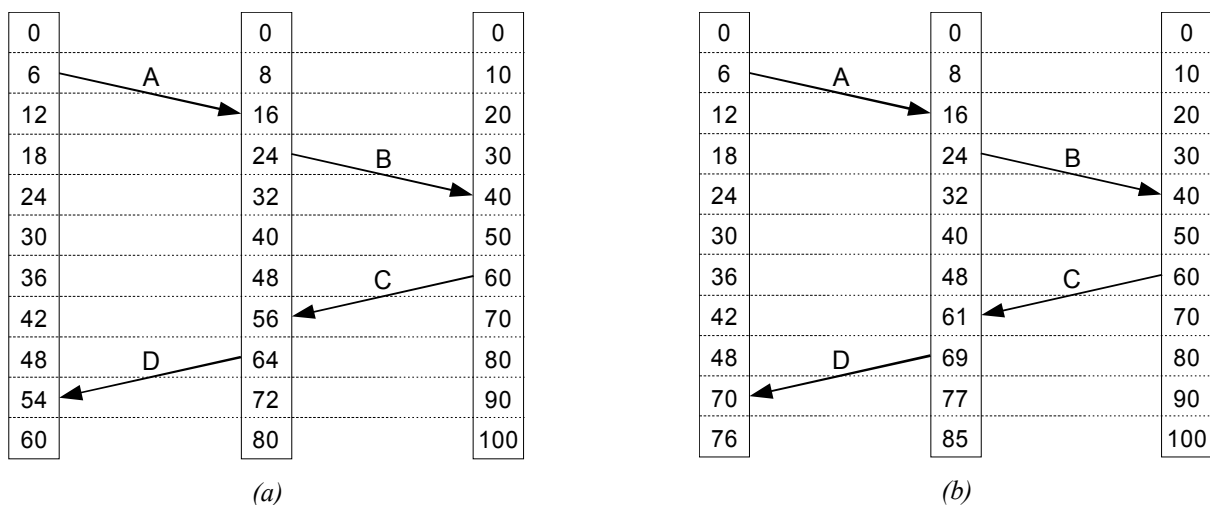 0 0 0 0 0 0
6 A 8 10 6 A 8 10
12 16 20 12 16 20
18 24 B 30 18 24 B 30
24 32 40 24 32 40
30 40 50 30 40 50
36 48 C 60 36 48 C 60
42 56 70 42 61 70
48 D 64 80 48 D 69 80
54 72 90 70 77 90
60 80 100 76 85 100
(a) (b)